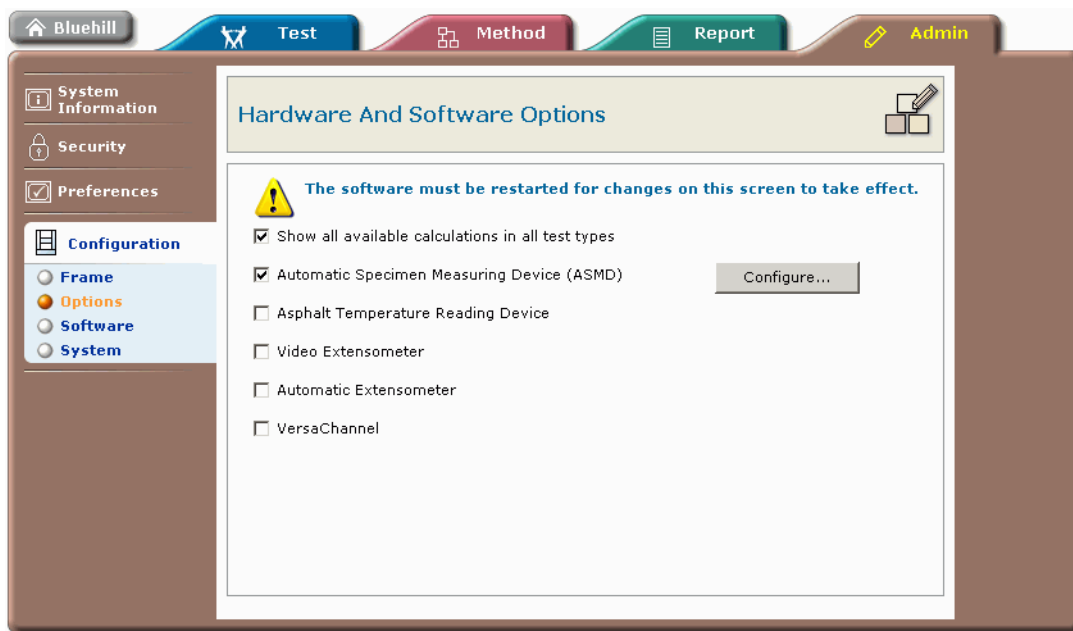 Bluehill
Test
Method
Report
Admin
System
Information
Security
Preferences
Configuration
Frame
Options
Software
System
Hardware And Software Options
The software must be restarted for changes on this screen to take effect.
Show all available calculations in all test types
Automatic Specimen Measuring Device (ASMD)
Configure...
Asphalt Temperature Reading Device
Video Extensometer
Automatic Extensometer
VersaChannel